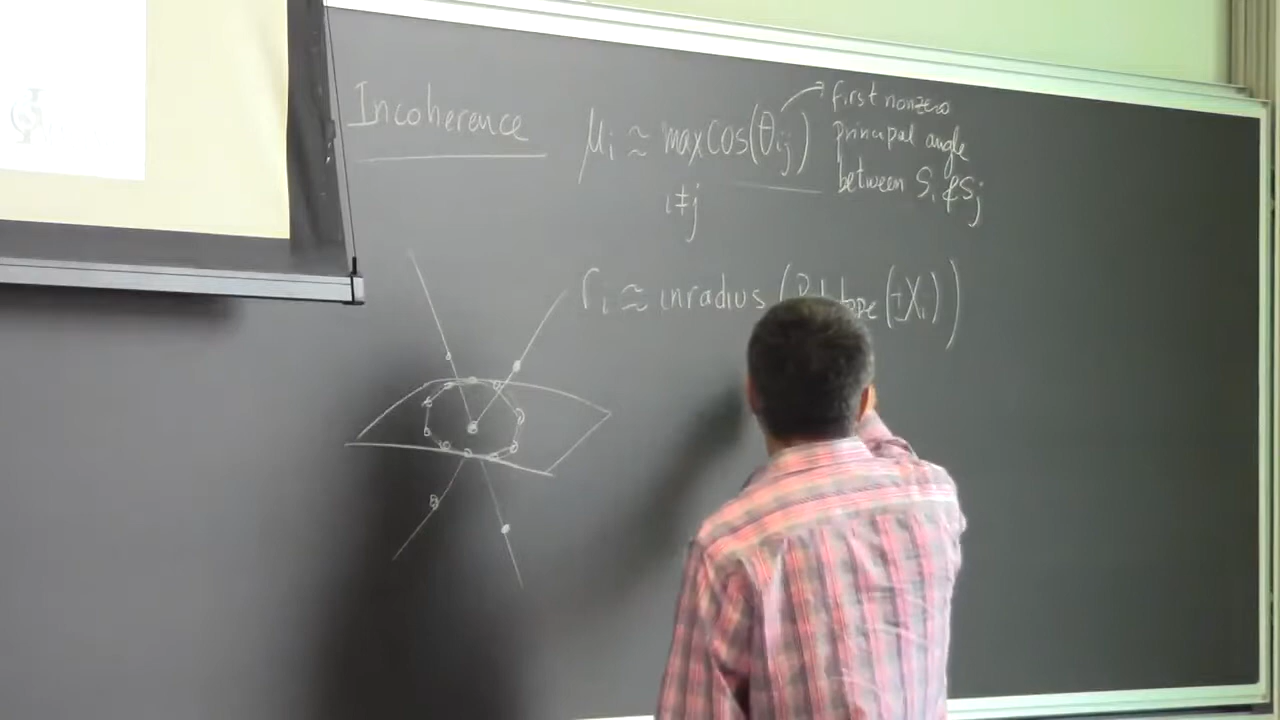 Incoherence
μi ≈ max cos(θij) → first nonzero
i≠j
principal angle
between Si & Sj
ri ≈ inradius ( (±Xi))